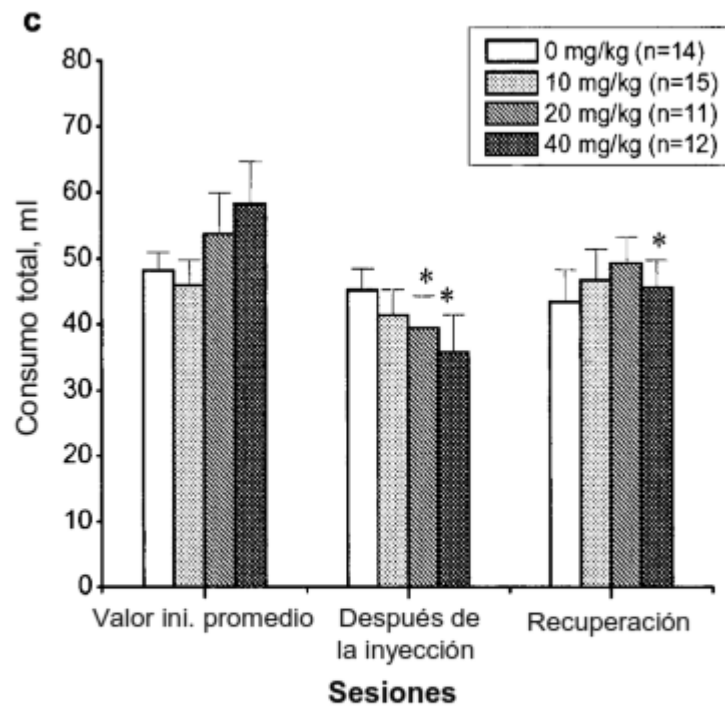 c
0 mg/kg (n=14)
10 mg/kg (n=15)
20 mg/kg (n=11)
40 mg/kg (n=12)
Consumo total, ml
80
70
60
50
40
30
20
10
0
* * *
Valor ini. promedio
Después de
la inyección
Recuperación
Sesiones